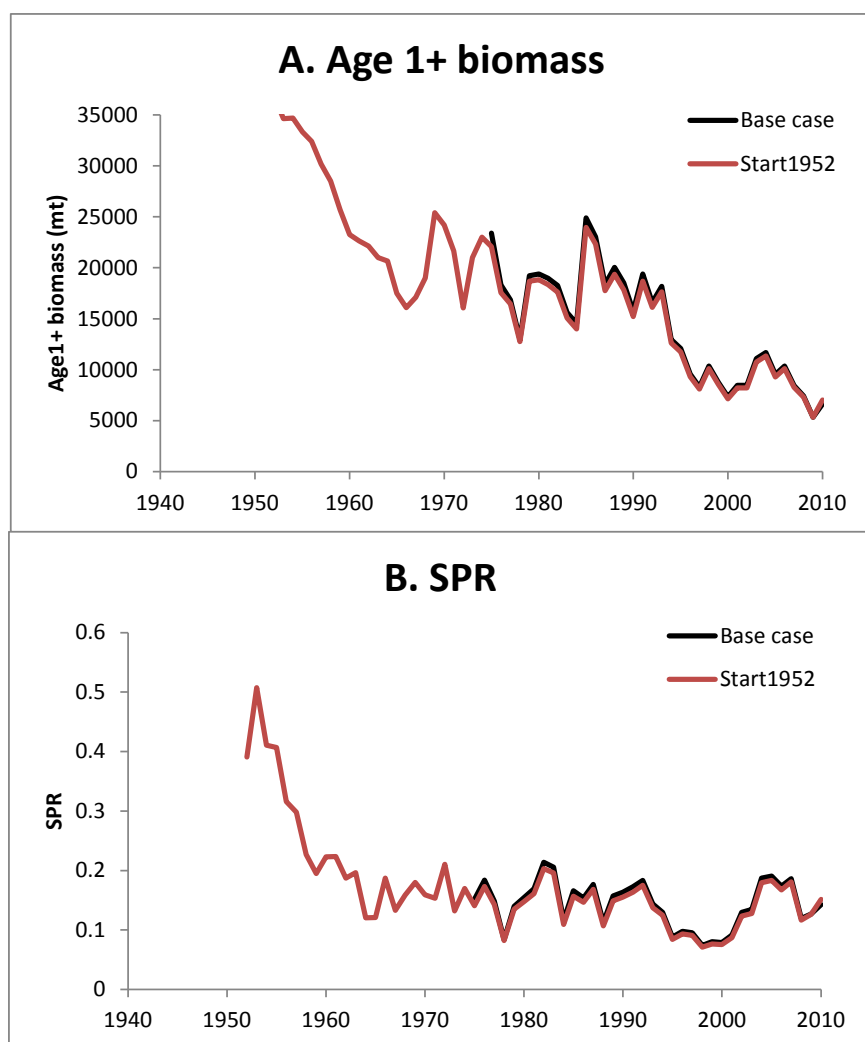 A. Age 1+ biomass
35000
30000
25000
20000
15000
10000
5000
0
Age1+ biomass (mt)
Base case
Start1952
1940 1950 1960 1970 1980 1990 2000 2010
B. SPR
0.6
0.5
0.4
0.3
0.2
0.1
0
SPR
Base case
Start1952
1940 1950 1960 1970 1980 1990 2000 2010